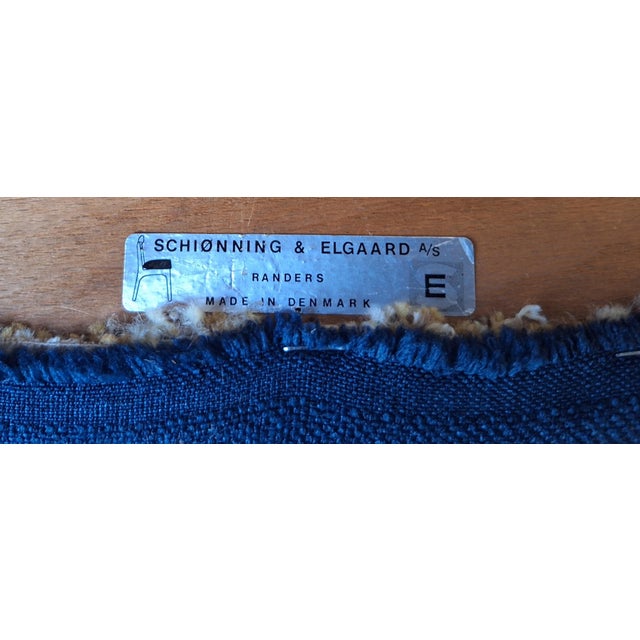 SCHIØNNING & ELGAARD A/S
RANDERS
MADE IN DENMARK
E